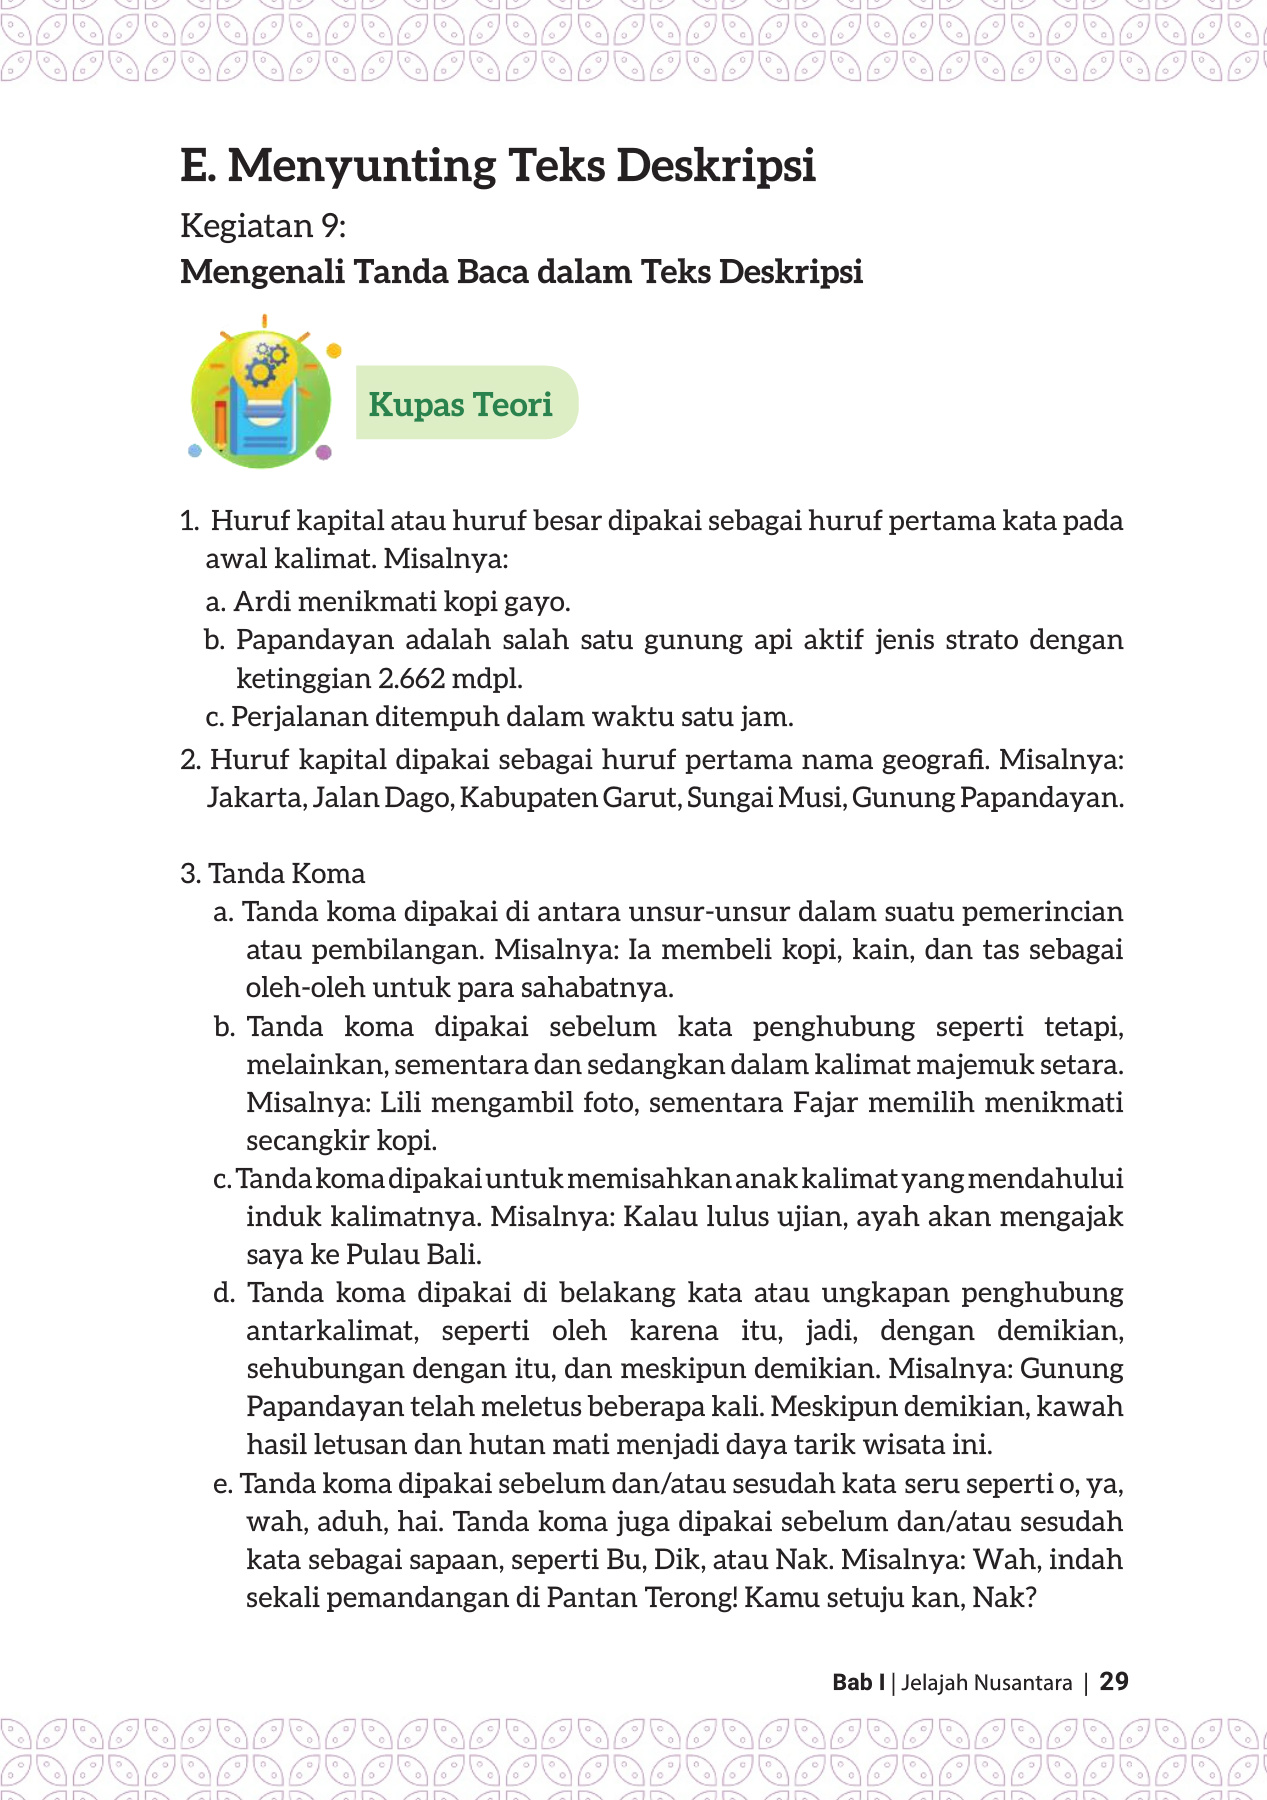 E. Menyunting Teks Deskripsi
Kegiatan 9:
Mengenali Tanda Baca dalam Teks Deskripsi
Kupas Teori
1. Huruf kapital atau huruf besar dipakai sebagai huruf pertama kata pada
awal kalimat. Misalnya:
a. Ardi menikmati kopi gayo.
b. Papandayan adalah salah satu gunung api aktif jenis strato dengan
ketinggian 2.662 mdpl.
c. Perjalanan ditempuh dalam waktu satu jam.
2. Huruf kapital dipakai sebagai huruf pertama nama geografi. Misalnya:
Jakarta, Jalan Dago, Kabupaten Garut, Sungai Musi, Gunung Papandayan.
3. Tanda Koma
a. Tanda koma dipakai di antara unsur-unsur dalam suatu pemerincian
atau pembilangan. Misalnya: Ia membeli kopi, kain, dan tas sebagai
oleh-oleh untuk para sahabatnya.
b. Tanda koma dipakai sebelum kata penghubung seperti tetapi,
melainkan, sementara dan sedangkan dalam kalimat majemuk setara.
Misalnya: Lili mengambil foto, sementara Fajar memilih menikmati
secangkir kopi.
c. Tanda koma dipakai untuk memisahkan anak kalimat yang mendahului
induk kalimatnya. Misalnya: Kalau lulus ujian, ayah akan mengajak
saya ke Pulau Bali.
d. Tanda koma dipakai di belakang kata atau ungkapan penghubung
antarkalimat, seperti oleh karena itu, jadi, dengan demikian,
sehubungan dengan itu, dan meskipun demikian. Misalnya: Gunung
Papandayan telah meletus beberapa kali. Meskipun demikian, kawah
hasil letusan dan hutan mati menjadi daya tarik wisata ini.
e. Tanda koma dipakai sebelum dan/atau sesudah kata seru seperti o, ya,
wah, aduh, hai. Tanda koma juga dipakai sebelum dan/atau sesudah
kata sebagai sapaan, seperti Bu, Dik, atau Nak. Misalnya: Wah, indah
sekali pemandangan di Pantan Terong! Kamu setuju kan, Nak?
Bab I | Jelajah Nusantara | 29